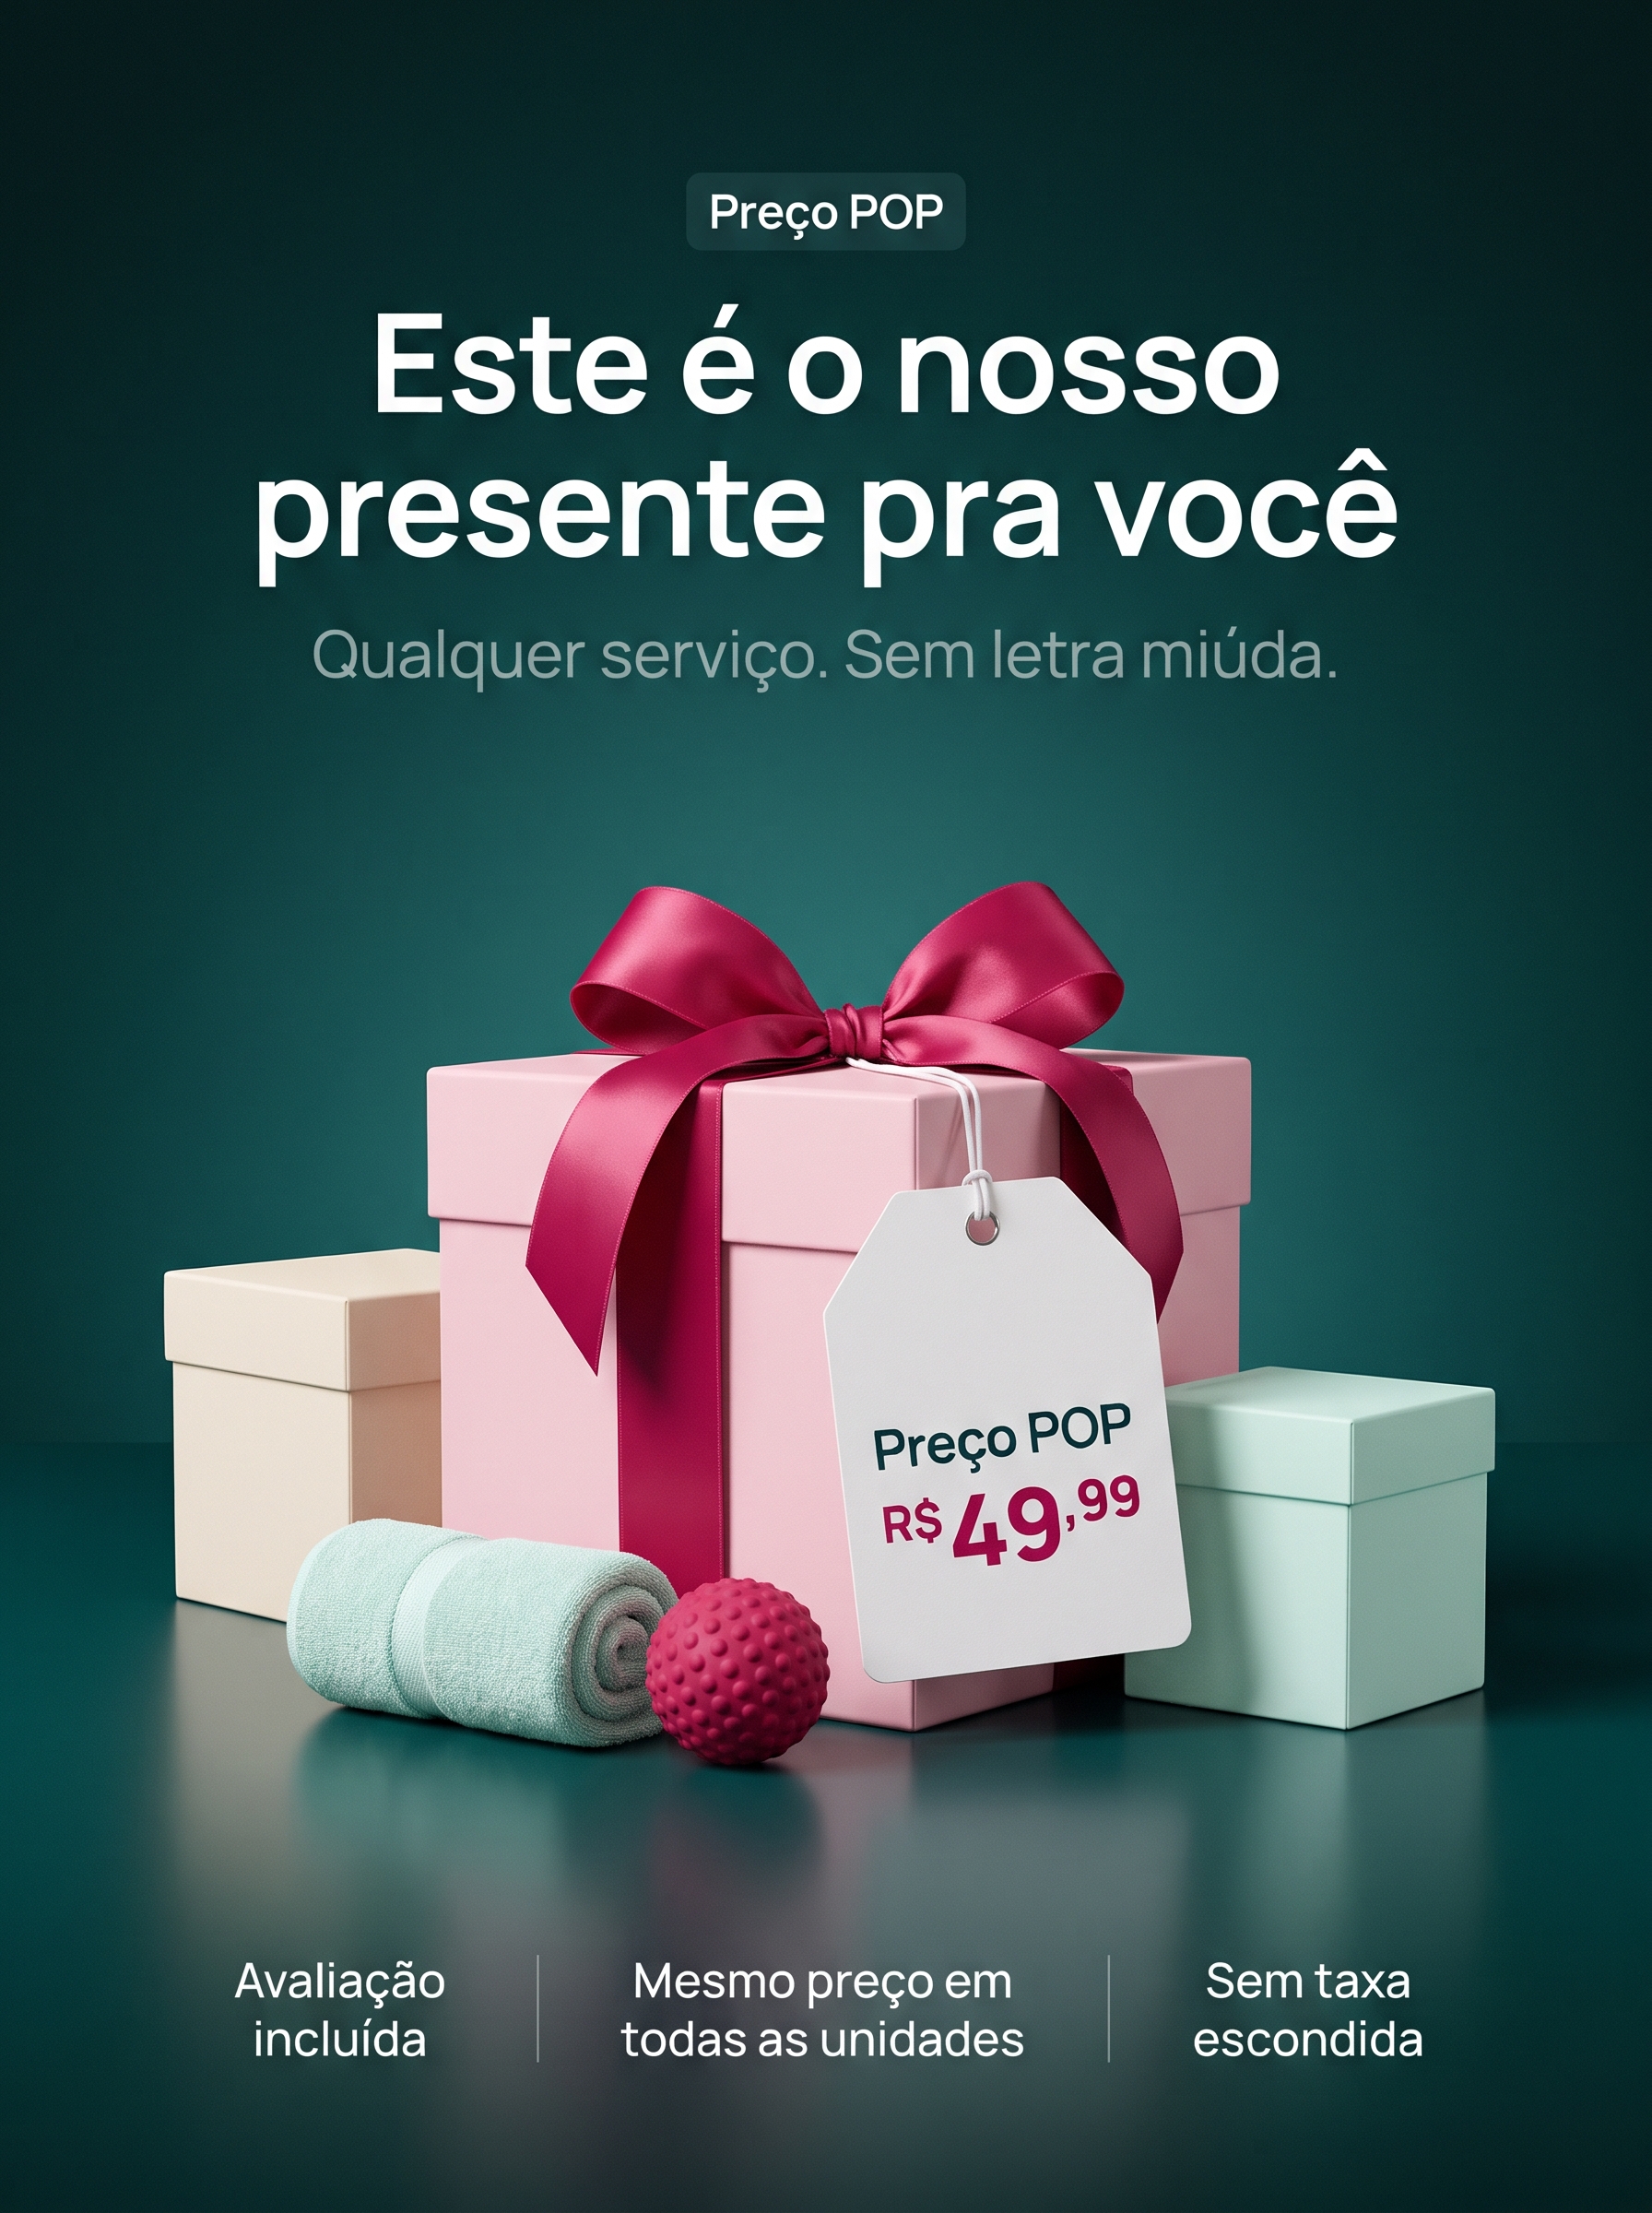 Preço POP
Este é o nosso
presente pra você
Qualquer serviço. Sem letra miúda.
Preço POP
R$ 49,99
Avaliação
incluída
Mesmo preço em
todas as unidades
Sem taxa
escondida